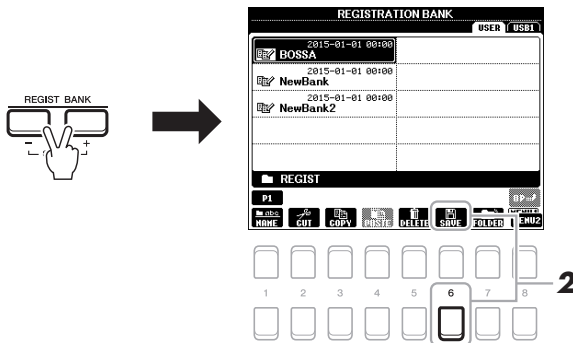 REGISTRATION BANK
USER USB1
2015-01-01 00:00
BOSSA
2015-01-01 00:00
NewBank
2015-01-01 00:00
NewBank2
REGIST BANK
- +
REGIST
P1 UP
NAME CUT COPY PASTE DELETE SAVE FOLDER MENU2
1 2 3 4 5 6 7 8
2